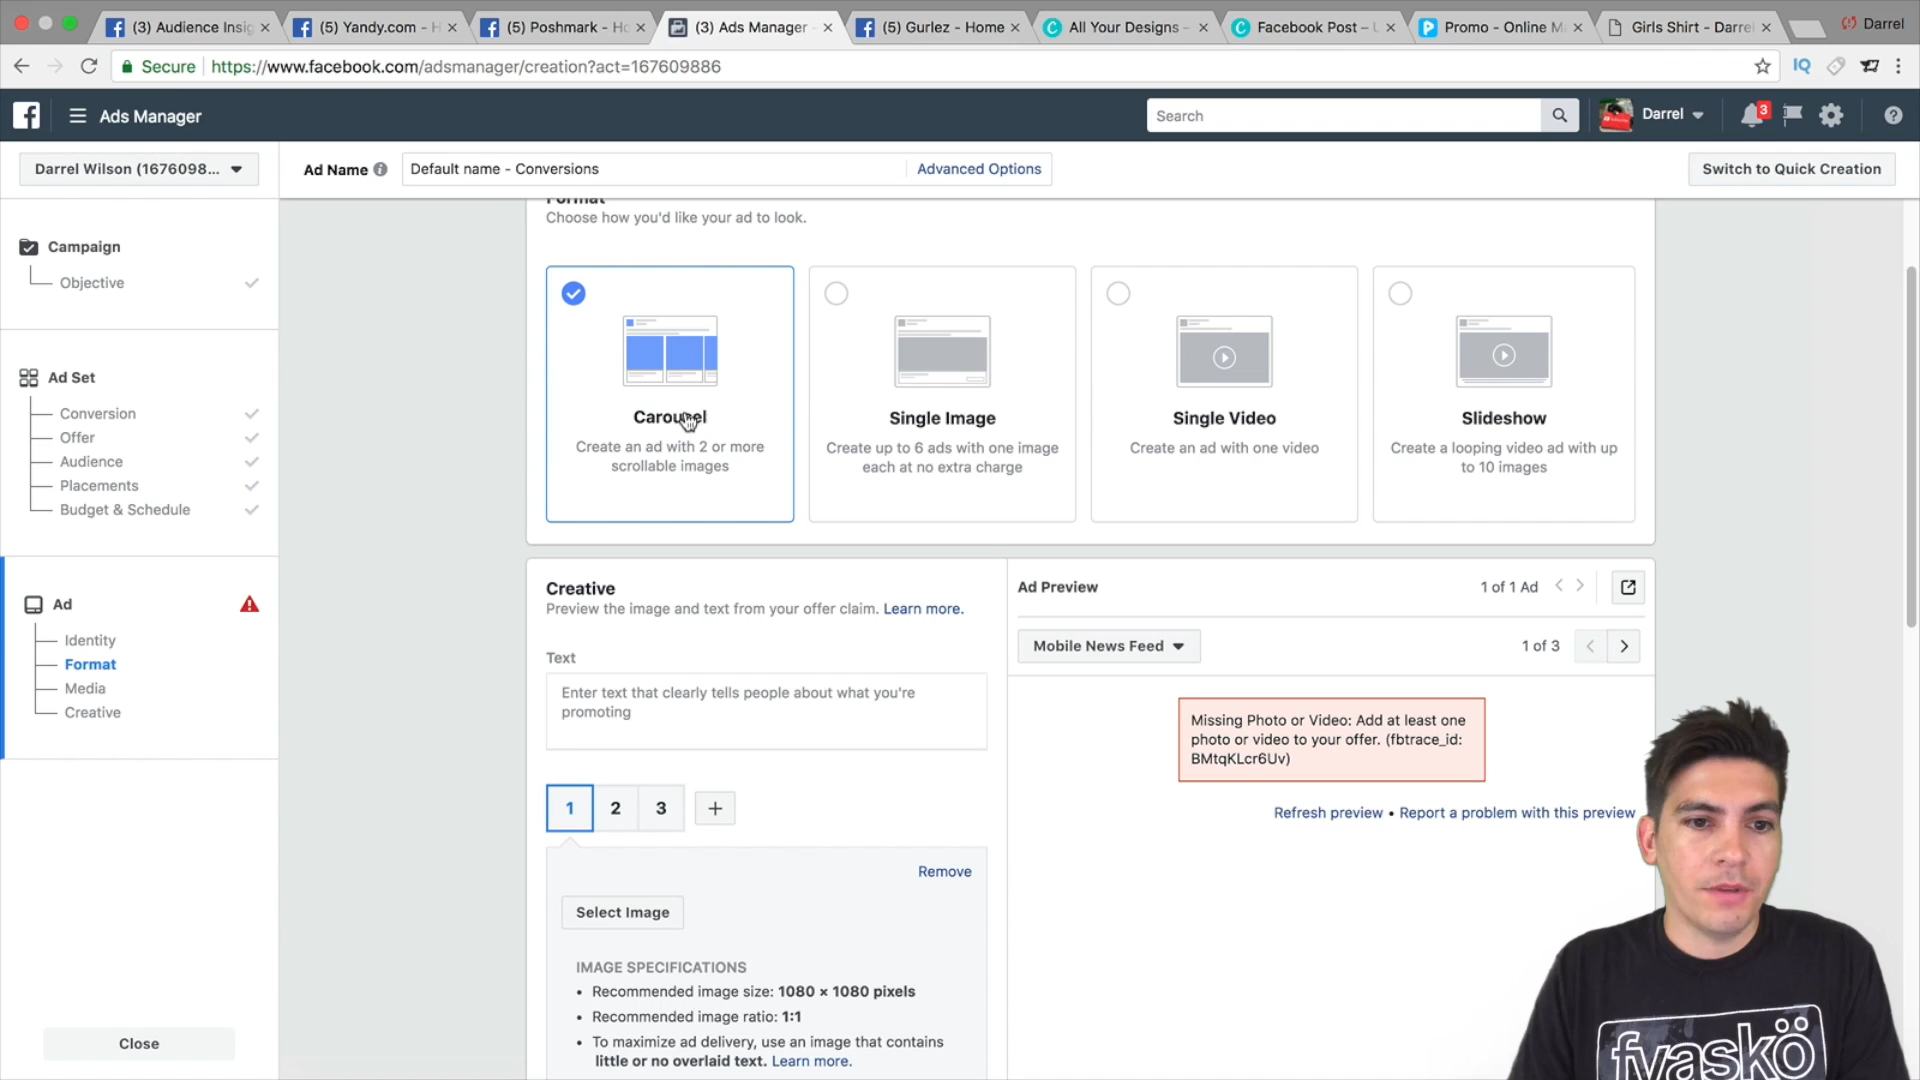 (3) Audience Insig
(5) Yandy.com - H
(5) Poshmark - Ho
(3) Ads Manager -
(5) Gurlez - Home
All Your Designs -
Facebook Post – U
Promo - Online M
Girls Shirt - Darrel
Darrel
Secure
https://www.facebook.com/adsmanager/creation?act=167609886
IQ
Ads Manager
Search
Darrel
3
Darrel Wilson (1676098...
Ad Name
Default name - Conversions
Advanced Options
Switch to Quick Creation
Campaign
Objective
Ad Set
Conversion
Offer
Audience
Placements
Budget & Schedule
Ad
Identity
Format
Media
Creative
Close
Format
Choose how you'd like your ad to look.
Carousel
Create an ad with 2 or more
scrollable images
Single Image
Create up to 6 ads with one image
each at no extra charge
Single Video
Create an ad with one video
Slideshow
Create a looping video ad with up
to 10 images
Creative
Preview the image and text from your offer claim. Learn more.
Text
Enter text that clearly tells people about what you're
promoting
1 2 3 +
Remove
Select Image
IMAGE SPECIFICATIONS
• Recommended image size: 1080 × 1080 pixels
• Recommended image ratio: 1:1
• To maximize ad delivery, use an image that contains
little or no overlaid text. Learn more.
Ad Preview
1 of 1 Ad
Mobile News Feed
1 of 3
Missing Photo or Video: Add at least one
photo or video to your offer. (fbtrace_id:
BMtqKLcr6Uv)
Refresh preview • Report a problem with this preview
fvaskö